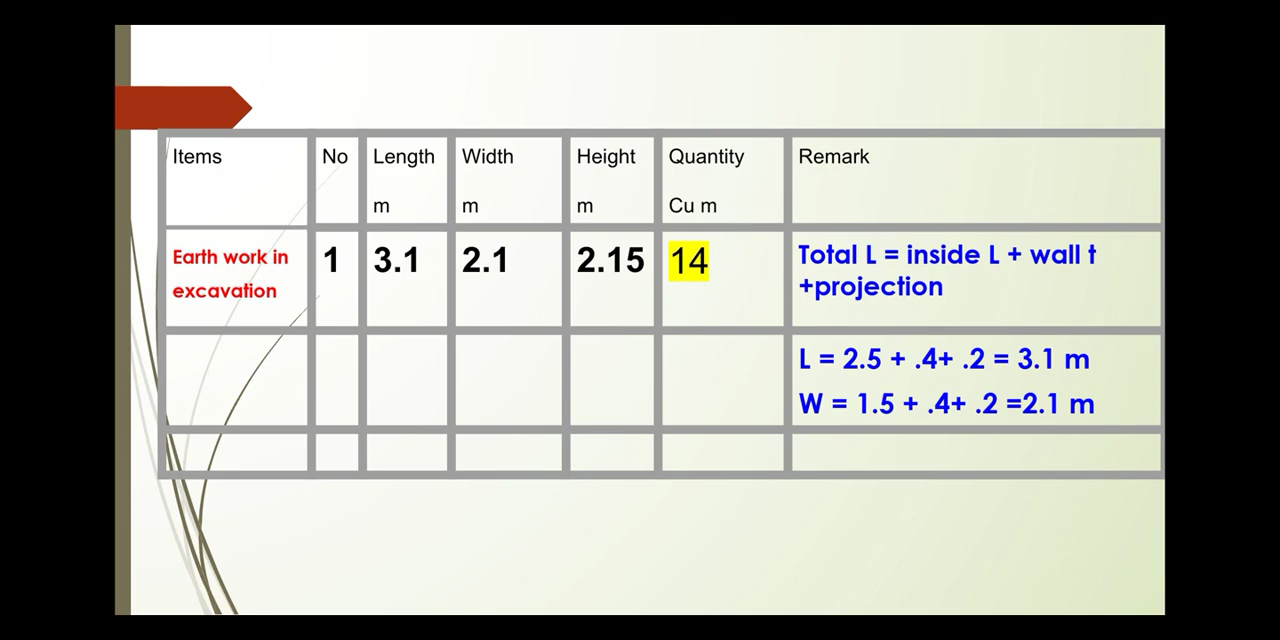 Items No Length Width Height Quantity Remark
m m m Cu m
Earth work in 1 3.1 2.1 2.15 14 Total L = inside L + wall t
excavation +projection
L = 2.5 + .4+ .2 = 3.1 m
W = 1.5 + .4+ .2 =2.1 m